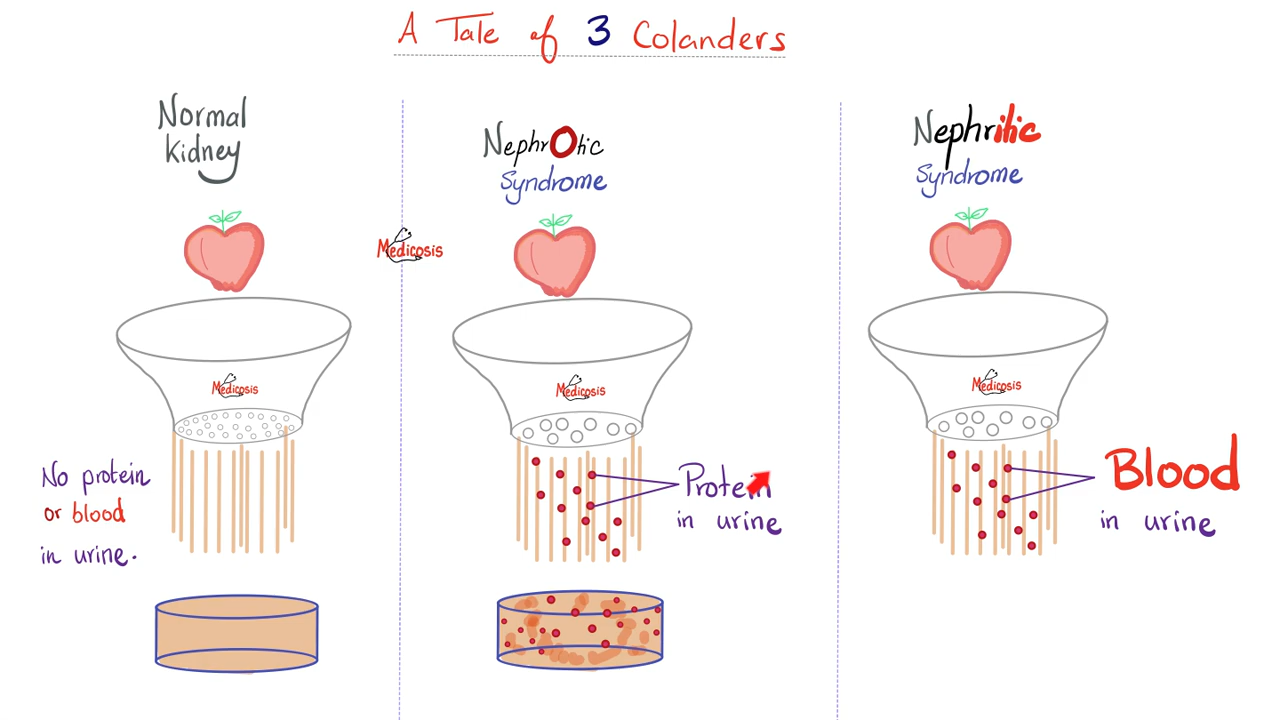 A Tale of 3 Colanders
Normal
kidney
No protein
or blood
in urine.
Medicosis
Medicosis
NephrOtic
Syndrome
Medicosis
Protein
in urine
Nephritic
Syndrome
Medicosis
Blood
in urine